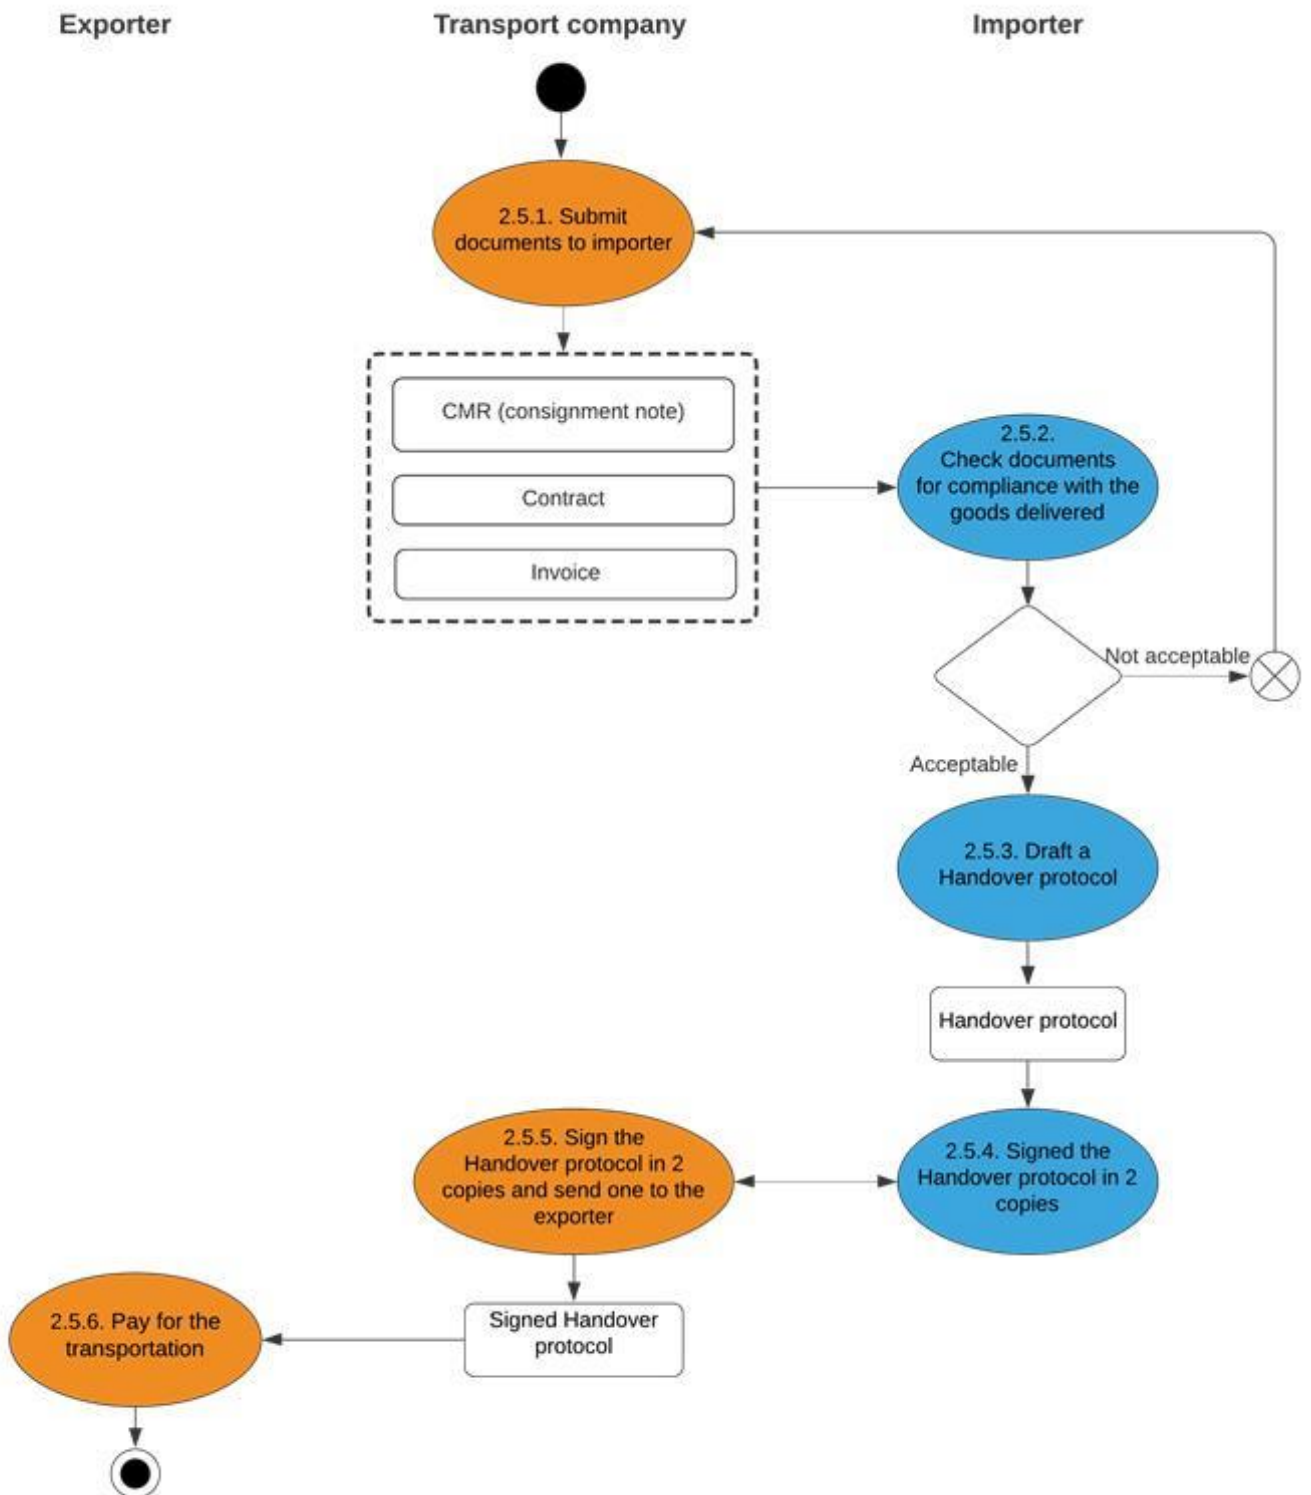 Exporter
Transport company
Importer
2.5.1. Submit
documents to importer
CMR (consignment note)
Contract
Invoice
2.5.2.
Check documents
for compliance with the
goods delivered
Not acceptable
Acceptable
2.5.3. Draft a
Handover protocol
Handover protocol
2.5.4. Signed the
Handover protocol in 2
copies
2.5.5. Sign the
Handover protocol in 2
copies and send one to the
exporter
Signed Handover
protocol
2.5.6. Pay for the
transportation